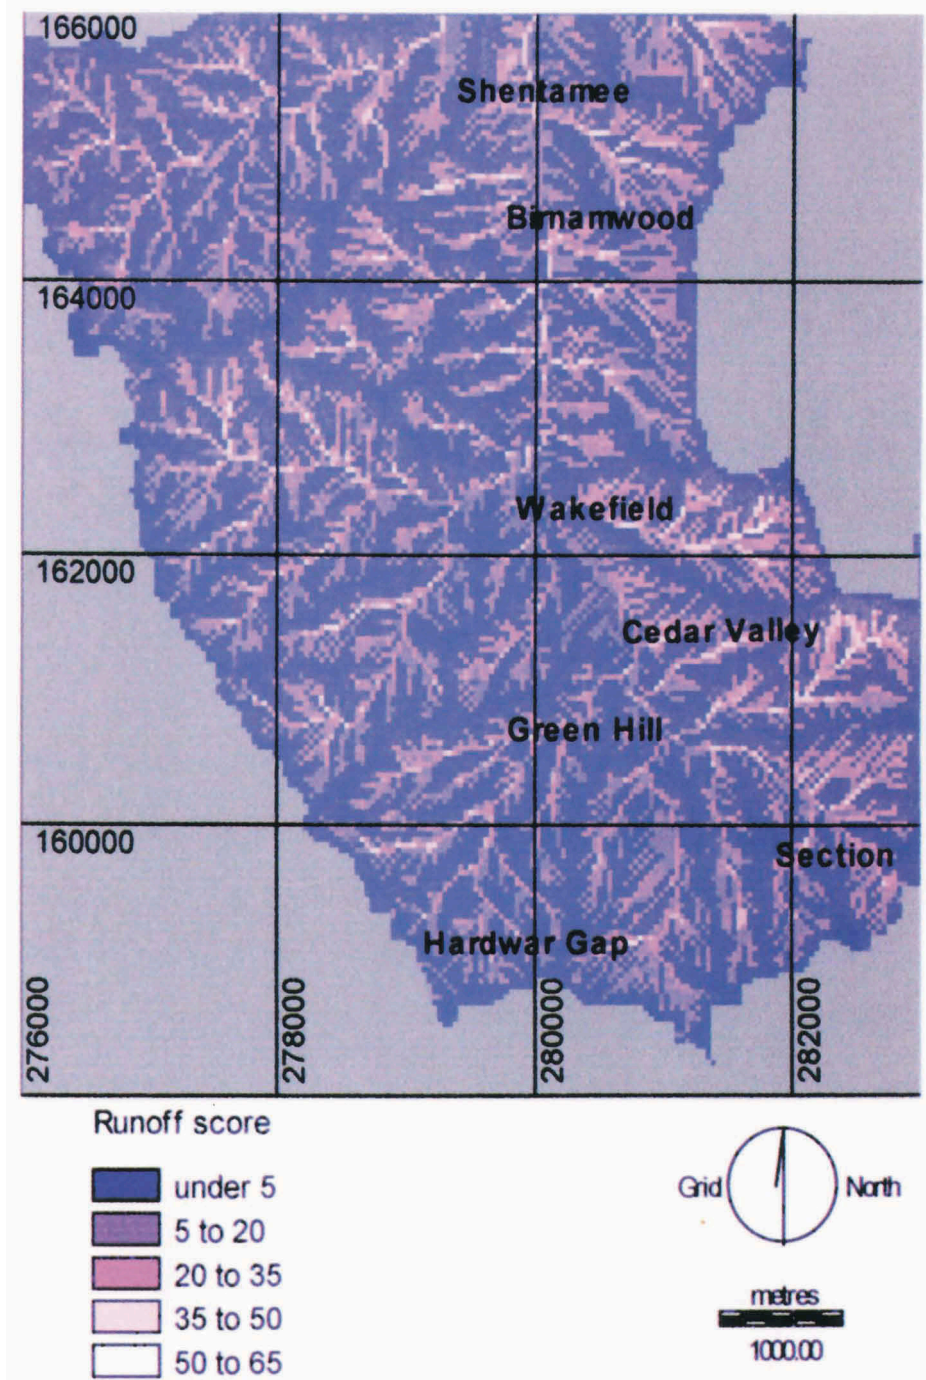 166000
Shentamee
Birnamwood
164000
Wakefield
162000
Cedar Valley
Green Hill
160000
Section
Hardwar Gap
276000
278000
280000
282000
Runoff score
under 5
5 to 20
20 to 35
35 to 50
50 to 65
Grid North
metres
1000.00